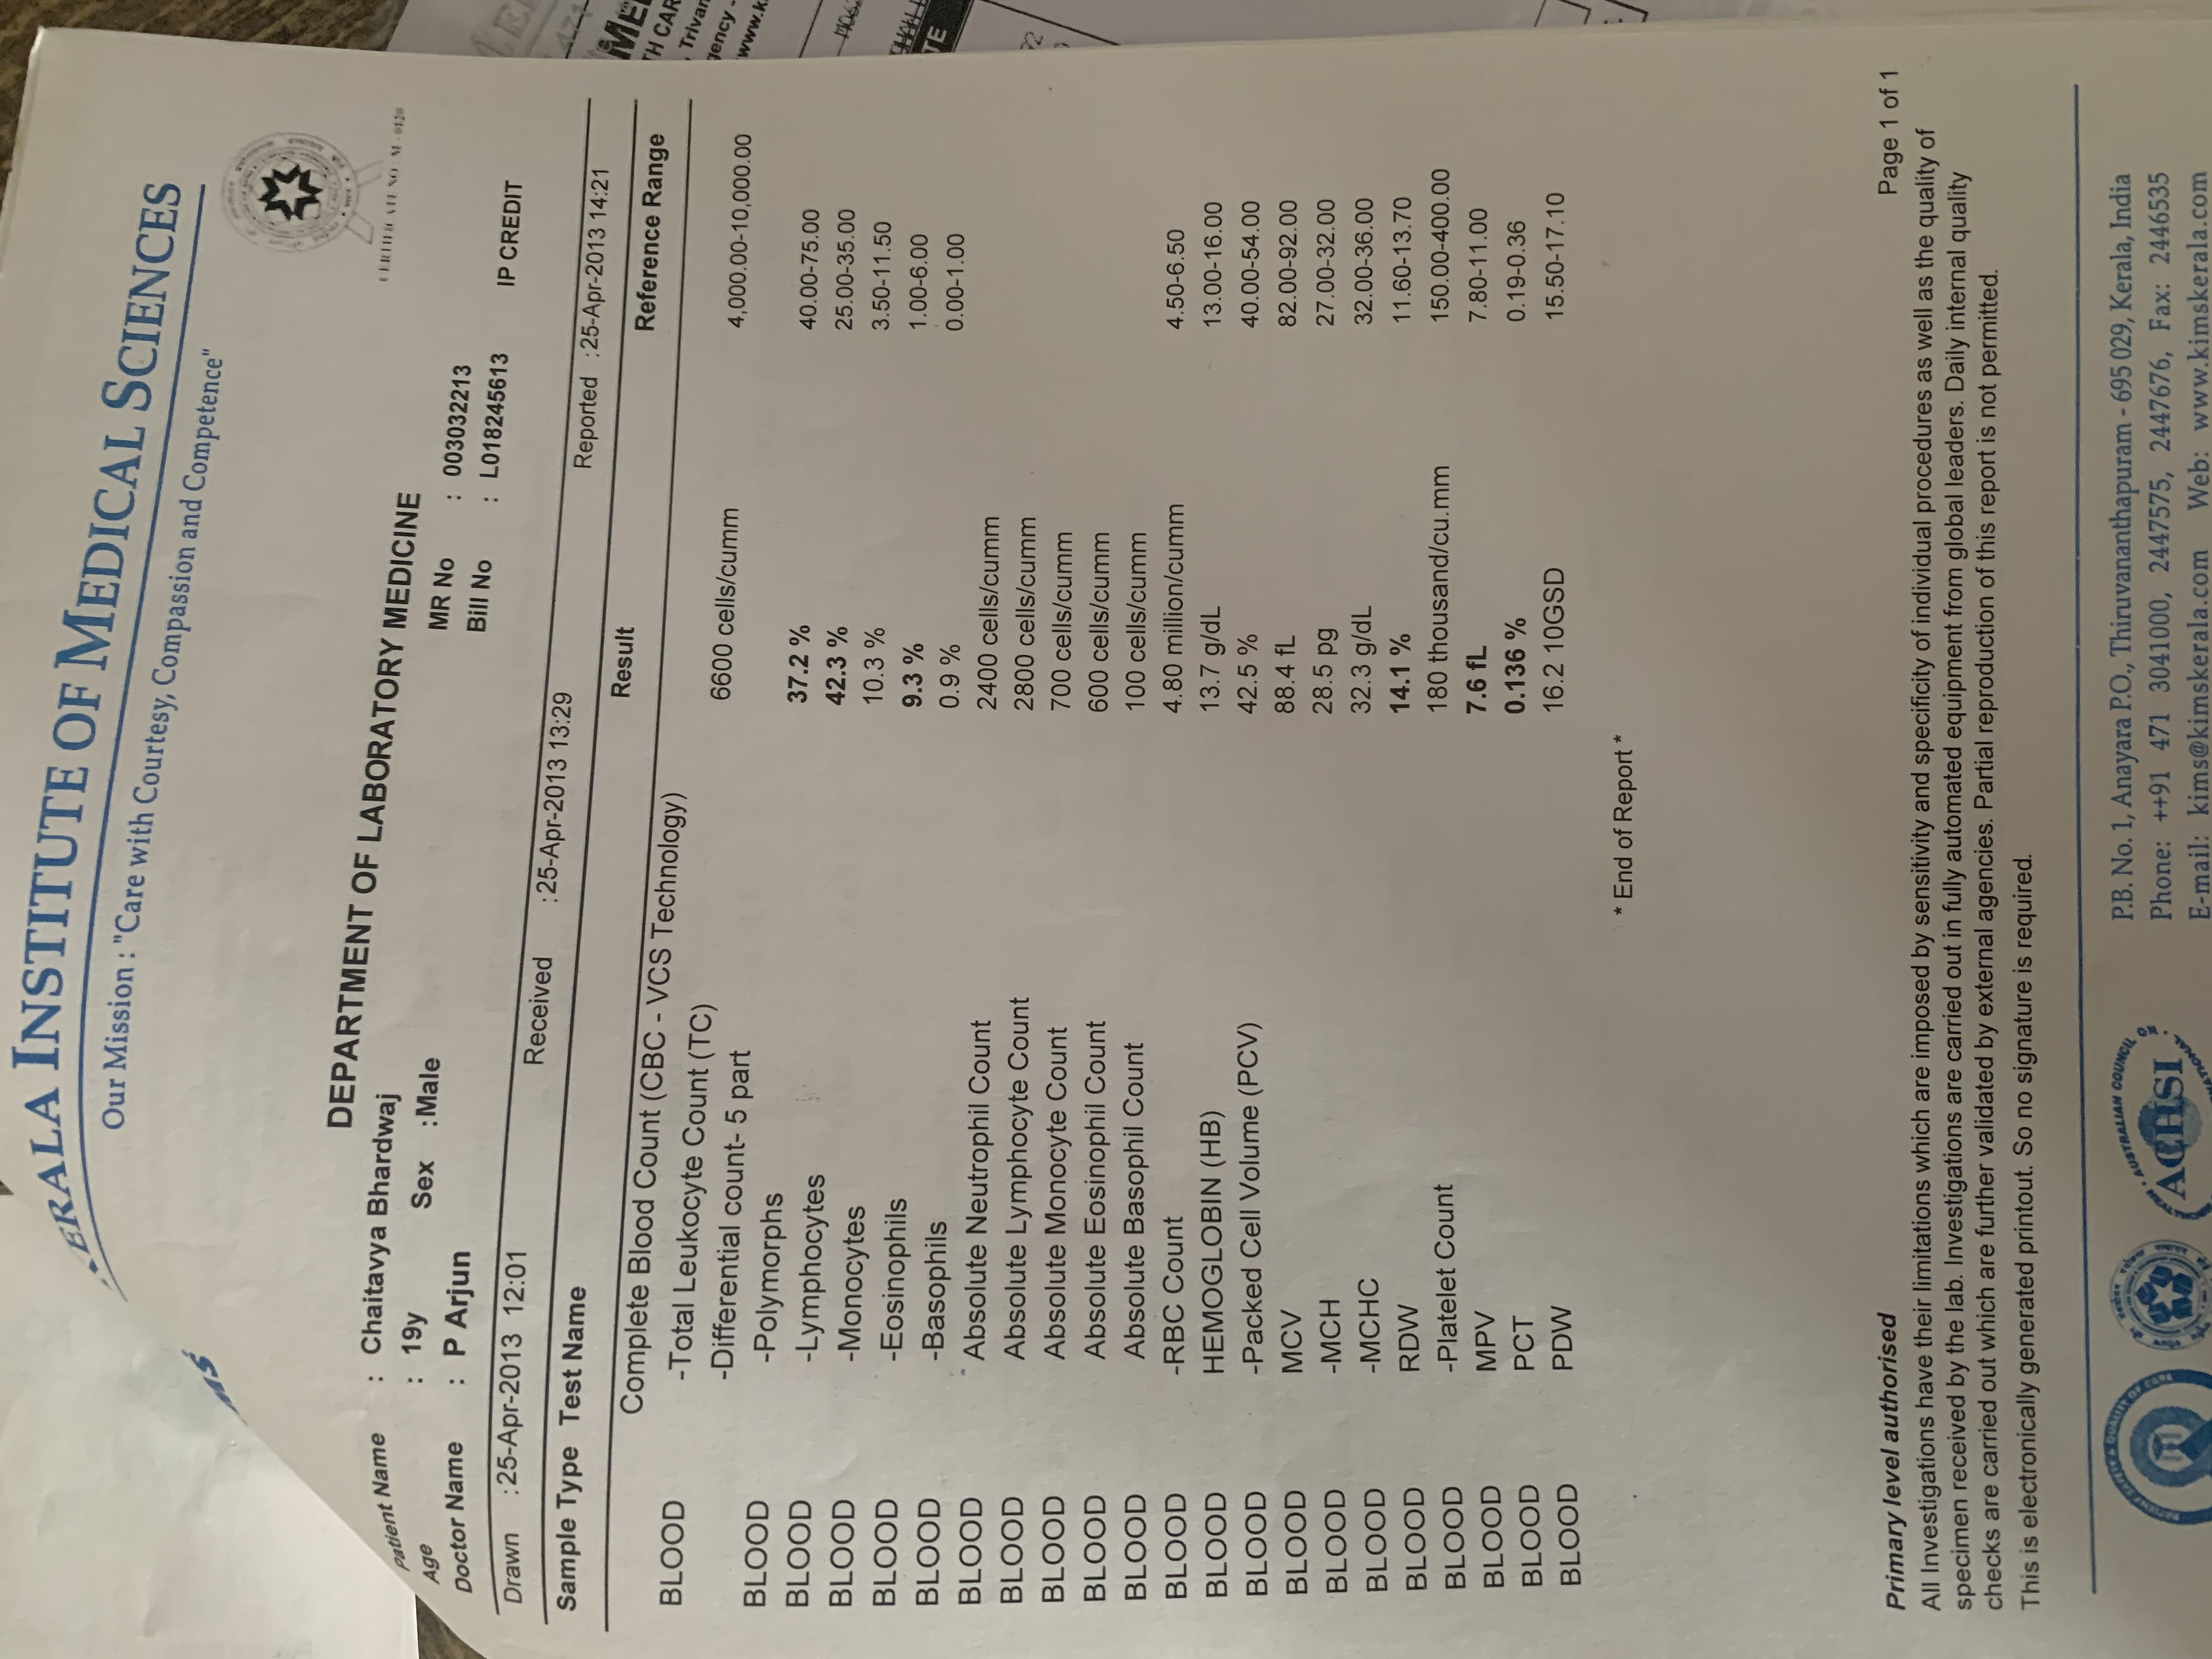 KERALA INSTITUTE OF MEDICAL SCIENCES
Our Mission : "Care with Courtesy, Compassion and Competence"
DEPARTMENT OF LABORATORY MEDICINE
CERTIFICATE NO : M - 0120
Patient Name : Chaitavya Bhardwaj
Age : 19y Sex :Male
Doctor Name : P Arjun
MR No : 003032213
Bill No : L018245613 IP CREDIT
Drawn :25-Apr-2013 12:01 Received :25-Apr-2013 13:29 Reported :25-Apr-2013 14:21
Sample Type Test Name Result Reference Range
Complete Blood Count (CBC - VCS Technology)
BLOOD -Total Leukocyte Count (TC) 6600 cells/cumm 4,000.00-10,000.00
-Differential count- 5 part
BLOOD -Polymorphs 37.2 % 40.00-75.00
BLOOD -Lymphocytes 42.3 % 25.00-35.00
BLOOD -Monocytes 10.3 % 3.50-11.50
BLOOD -Eosinophils 9.3 % 1.00-6.00
BLOOD -Basophils 0.9 % 0.00-1.00
BLOOD Absolute Neutrophil Count 2400 cells/cumm
BLOOD Absolute Lymphocyte Count 2800 cells/cumm
BLOOD Absolute Monocyte Count 700 cells/cumm
BLOOD Absolute Eosinophil Count 600 cells/cumm
BLOOD Absolute Basophil Count 100 cells/cumm
BLOOD -RBC Count 4.80 million/cumm 4.50-6.50
BLOOD HEMOGLOBIN (HB) 13.7 g/dL 13.00-16.00
BLOOD -Packed Cell Volume (PCV) 42.5 % 40.00-54.00
BLOOD MCV 88.4 fL 82.00-92.00
BLOOD -MCH 28.5 pg 27.00-32.00
BLOOD -MCHC 32.3 g/dL 32.00-36.00
BLOOD RDW 14.1 % 11.60-13.70
BLOOD -Platelet Count 180 thousand/cu.mm 150.00-400.00
BLOOD MPV 7.6 fL 7.80-11.00
BLOOD PCT 0.136 % 0.19-0.36
BLOOD PDW 16.2 10GSD 15.50-17.10
* End of Report *
Primary level authorised Page 1 of 1
All Investigations have their limitations which are imposed by sensitivity and specificity of individual procedures as well as the quality of
specimen received by the lab. Investigations are carried out in fully automated equipment from global leaders. Daily internal quality
checks are carried out which are further validated by external agencies. Partial reproduction of this report is not permitted.
This is electronically generated printout. So no signature is required.
AUSTRALIAN COUNCIL ON
ACHSI
P.B. No. 1, Anayara P.O., Thiruvananthapuram - 695 029, Kerala, India
Phone: ++91 471 3041000, 2447575, 2447676, Fax: 2446535
E-mail: kims@kimskerala.com Web: www.kimskerala.com